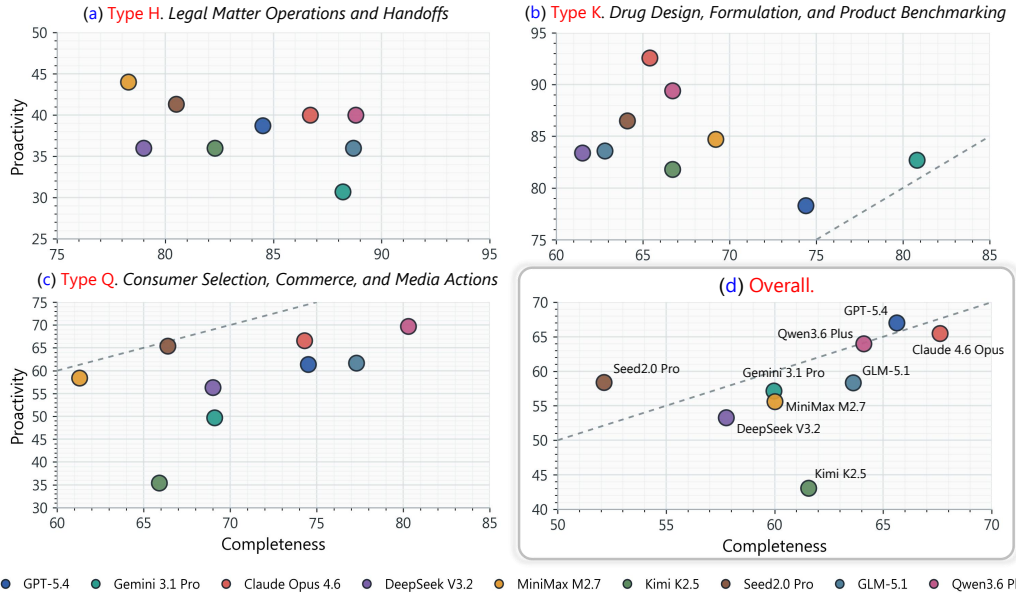 (a) Type H. Legal Matter Operations and Handoffs
50
45
40
35
30
25
75
80
85
90
95
Proactivity
(b) Type K. Drug Design, Formulation, and Product Benchmarking
95
90
85
80
75
60
65
70
75
80
85
(c) Type Q. Consumer Selection, Commerce, and Media Actions
75
70
65
60
55
50
45
40
35
30
60
65
70
75
80
85
Proactivity
Completeness
(d) Overall.
70
65
60
55
50
45
40
50
55
60
65
70
GPT-5.4
Qwen3.6 Plus
Claude 4.6 Opus
Seed2.0 Pro
Gemini 3.1 Pro
GLM-5.1
MiniMax M2.7
DeepSeek V3.2
Kimi K2.5
Completeness
GPT-5.4 Gemini 3.1 Pro Claude Opus 4.6 DeepSeek V3.2 MiniMax M2.7 Kimi K2.5 Seed2.0 Pro GLM-5.1 Qwen3.6